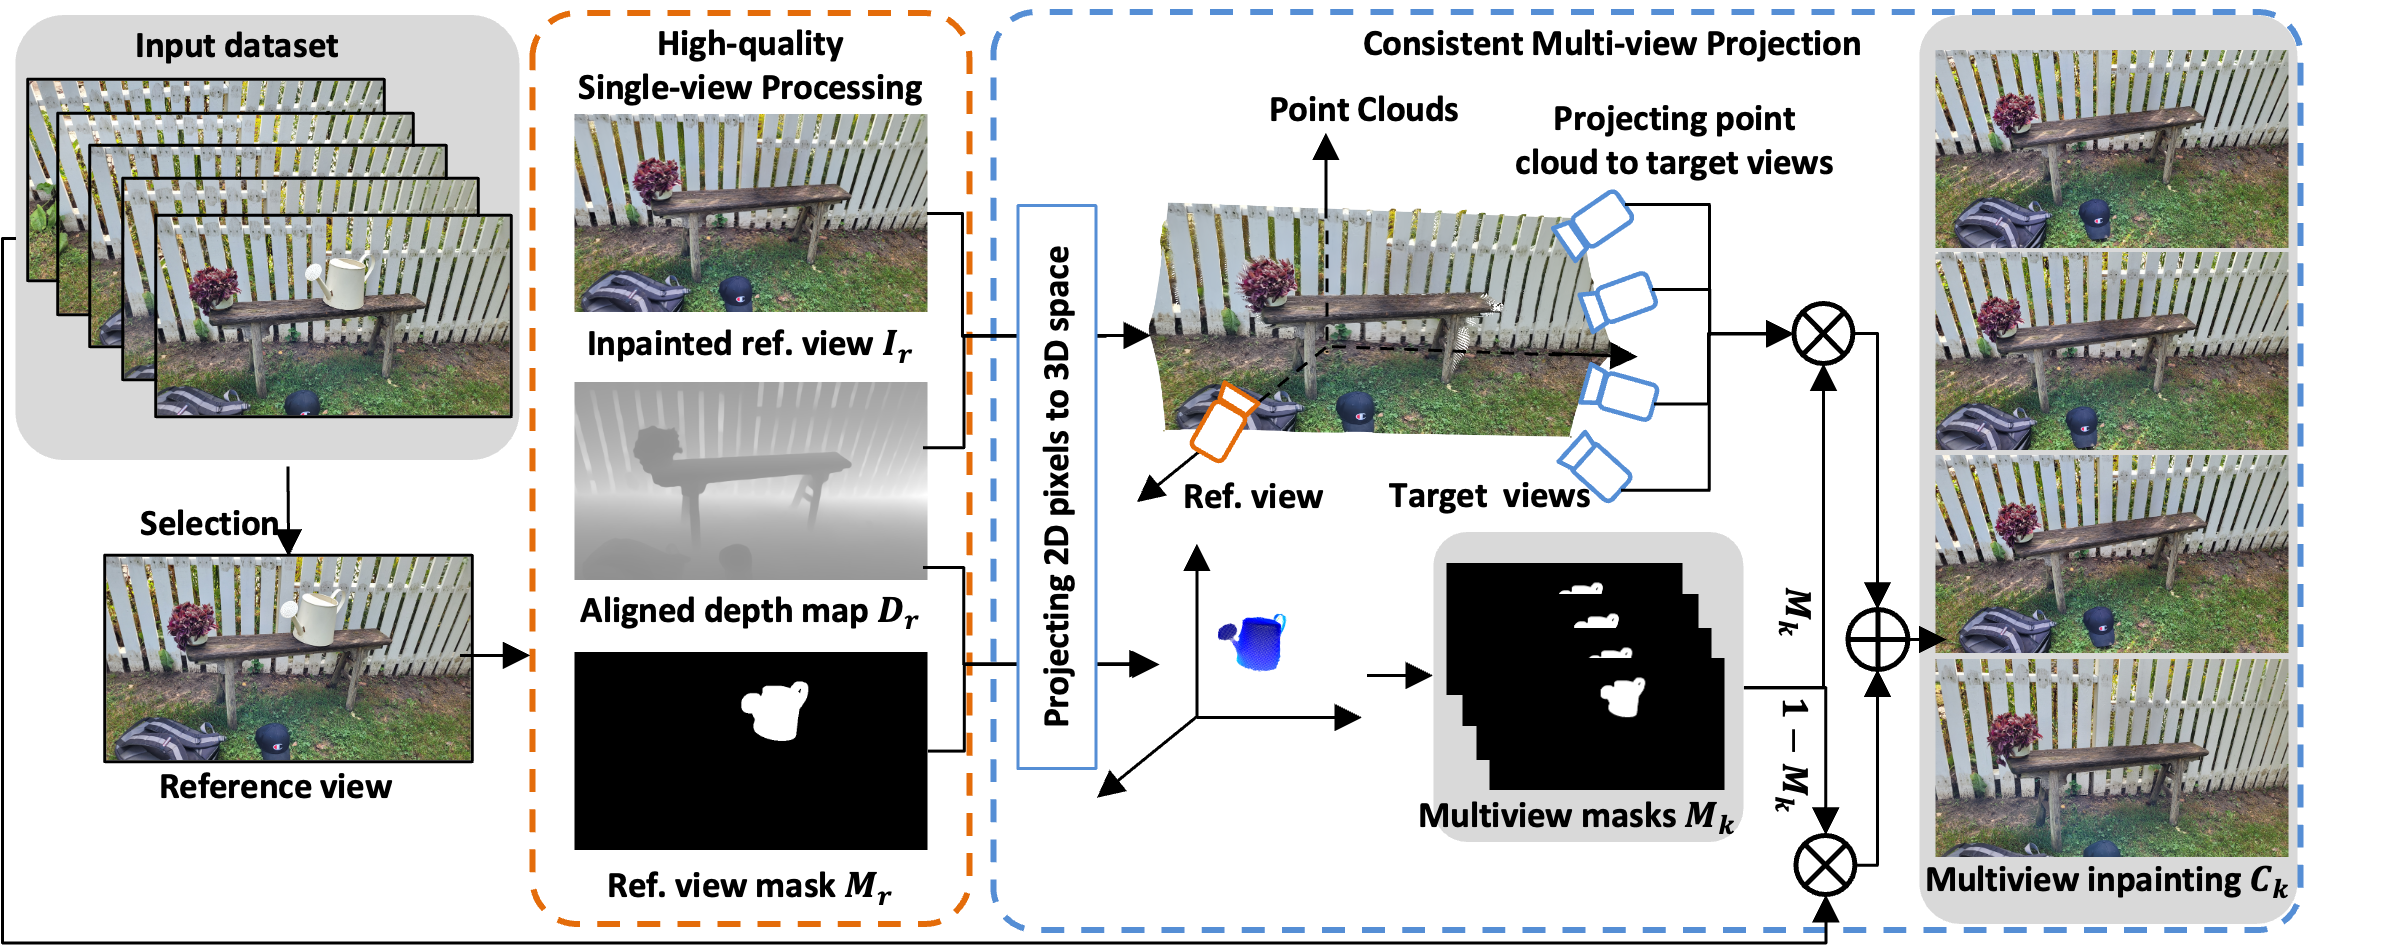 Input dataset
Selection
Reference view
High-quality
Single-view Processing
Inpainted ref. view I_r
Aligned depth map D_r
Ref. view mask M_r
Projecting 2D pixels to 3D space
Consistent Multi-view Projection
Point Clouds
Projecting point
cloud to target views
Ref. view
Target views
Multiview masks M_k
M_k
1 − M_k
Multiview inpainting C_k